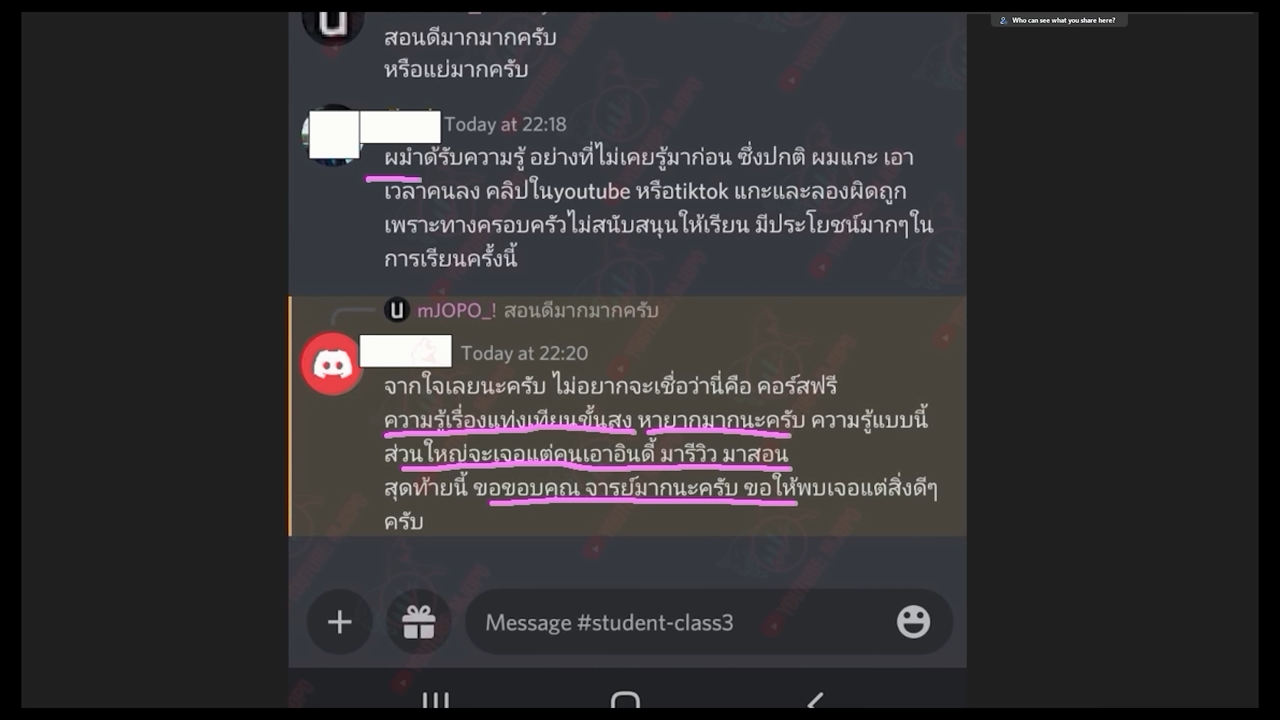 Who can see what you share here?
สอนดีมากมากครับ
หรือแย่มากครับ
Today at 22:18
ผมำด้รับความรู้ อย่างที่ไม่เคยรู้มาก่อน ซึ่งปกติ ผมแกะ เอา
เวลาคนลง คลิปในyoutube หรือtiktok แกะและลองผิดถูก
เพราะทางครอบครัวไม่สนับสนุนให้เรียน มีประโยชน์มากๆใน
การเรียนครั้งนี้
mJOPO_! สอนดีมากมากครับ
Today at 22:20
จากใจเลยนะครับ ไม่อยากจะเชื่อว่านี่คือ คอร์สฟรี
ความรู้เรื่องแท่งเทียนขั้นสูง หายากมากนะครับ ความรู้แบบนี้
ส่วนใหญ่จะเจอแต่คนเอาอินดี้ มารีวิว มาสอน
สุดท้ายนี้ ขอขอบคุณ จารย์มากนะครับ ขอให้พบเจอแต่สิ่งดีๆ
ครับ
Message #student-class3